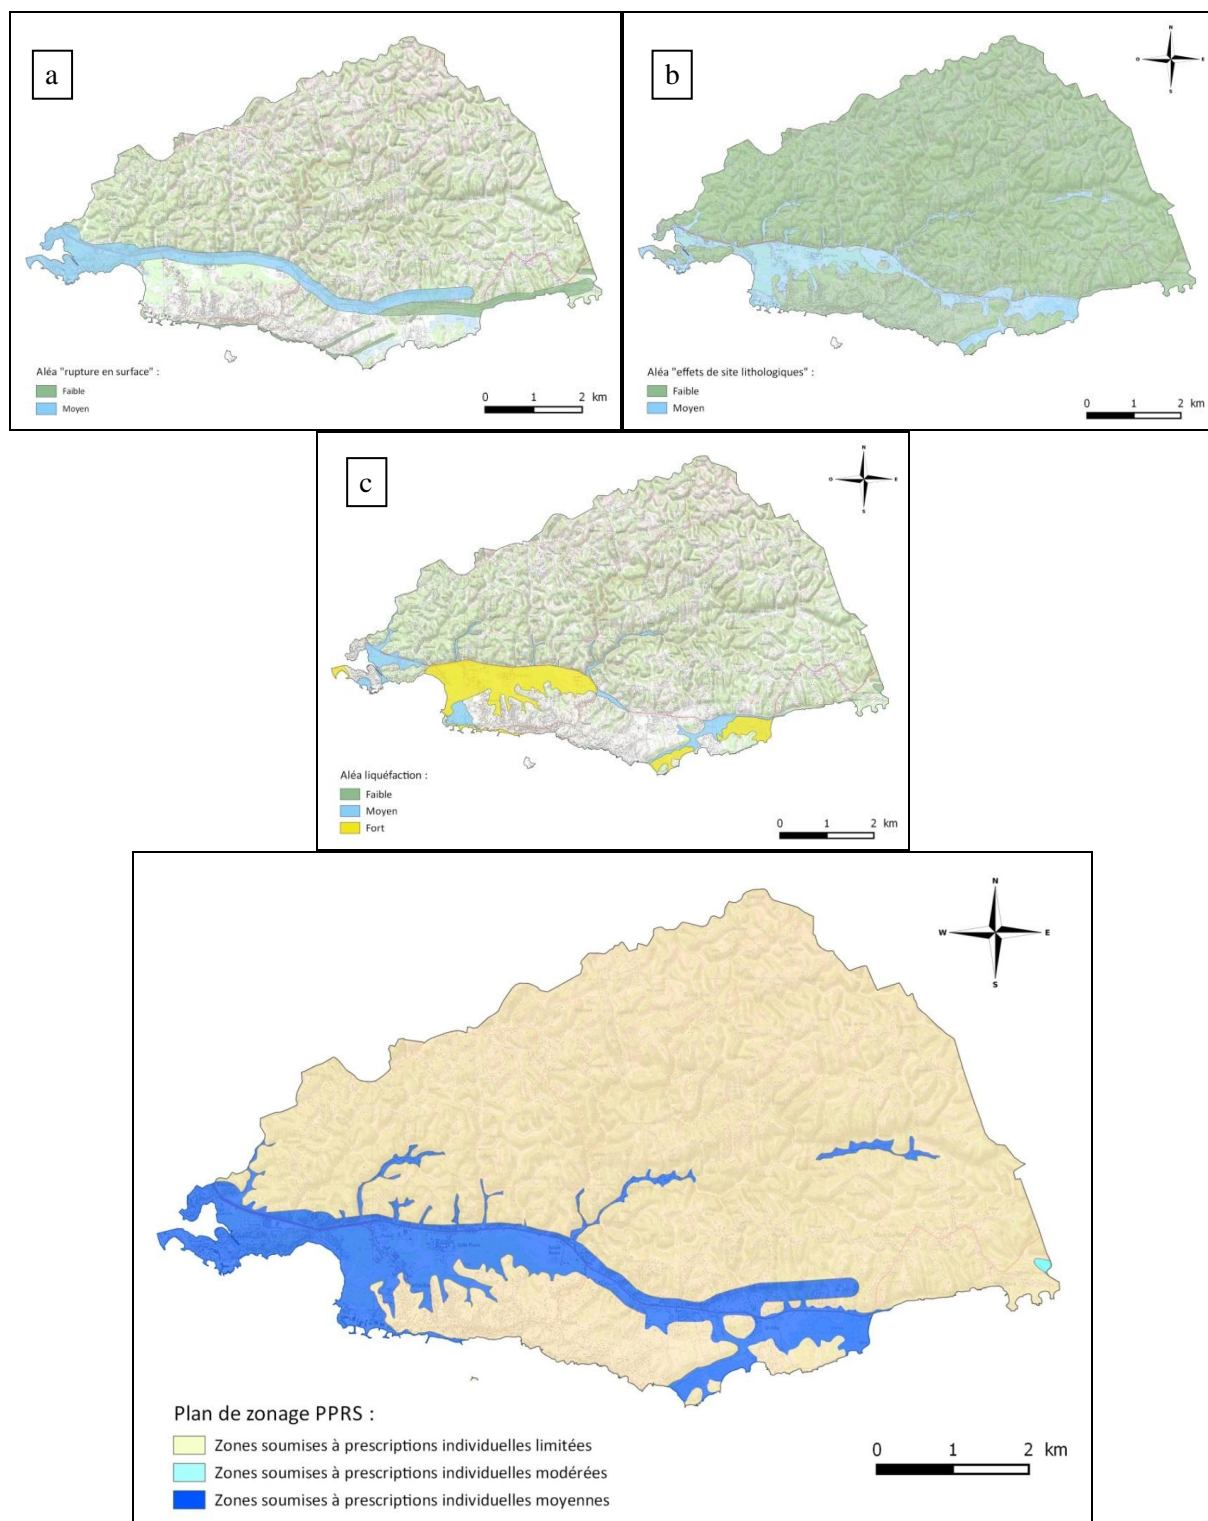 a
Aléa "rupture en surface" :
Faible
Moyen
0 1 2 km
b
N
O E
S
Aléa "effets de site lithologiques" :
Faible
Moyen
0 1 2 km
c
N
O E
S
Aléa liquéfaction :
Faible
Moyen
Fort
0 1 2 km
N
W E
S
Plan de zonage PPRS :
Zones soumises à prescriptions individuelles limitées
Zones soumises à prescriptions individuelles modérées
Zones soumises à prescriptions individuelles moyennes
0 1 2 km